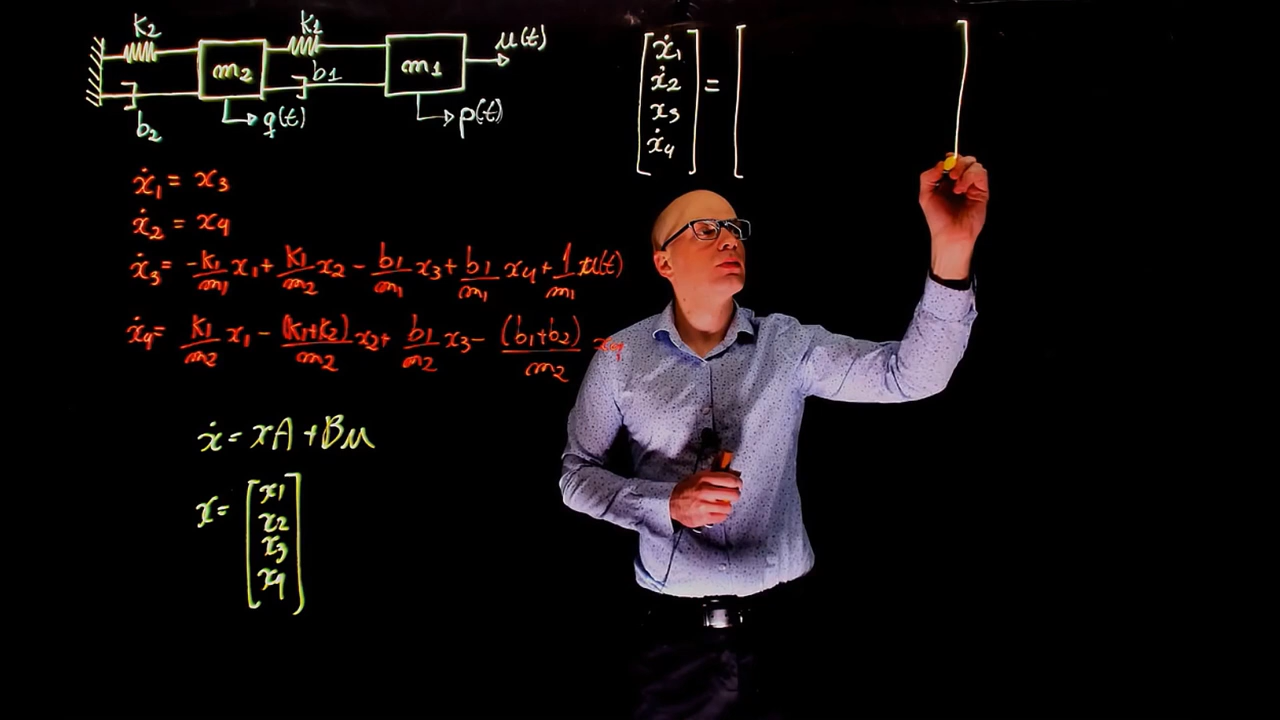 k₂ k₁ u(t)
m₂ b₁ m₁
b₂ q(t) p(t)
ẋ₁ = x₃
ẋ₂ = x₄
ẋ₃ = -k₁/m₁ x₁ + k₁/m₂ x₂ - b₁/m₁ x₃ + b₁/m₁ x₄ + 1/m₁ u(t)
ẋ₄ = k₁/m₂ x₁ - (k₁+k₂)/m₂ x₂ + b₁/m₂ x₃ - (b₁+b₂)/m₂ x₄
ẋ = xA + Bu
x = [x₁
x₂
x₃
x₄]
[ẋ₁
ẋ₂
x₃
ẋ₄] = [ ]